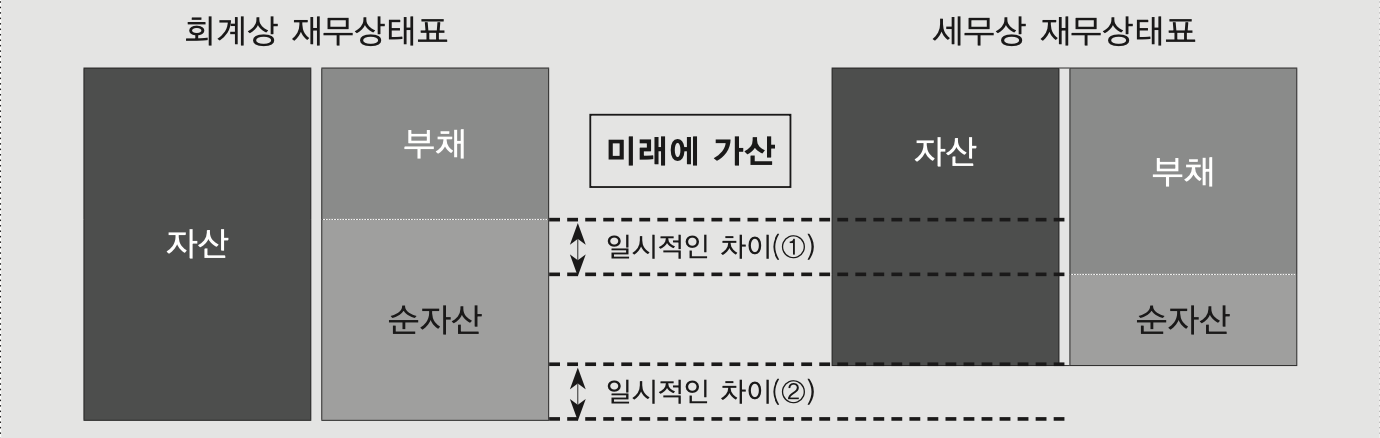 회계상 재무상태표
세무상 재무상태표
자산
부채
순자산
미래에 가산
일시적인 차이(①)
일시적인 차이(②)
자산
부채
순자산